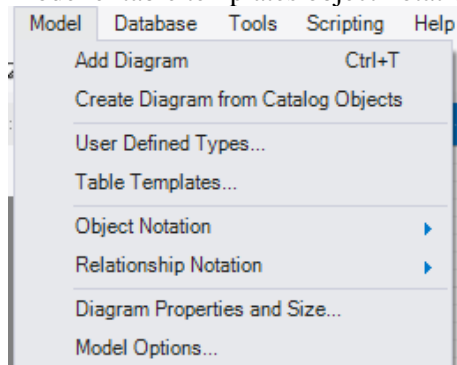 Model Database Tools Scripting Help
Add Diagram Ctrl+T
Create Diagram from Catalog Objects
User Defined Types...
Table Templates...
Object Notation
Relationship Notation
Diagram Properties and Size...
Model Options...